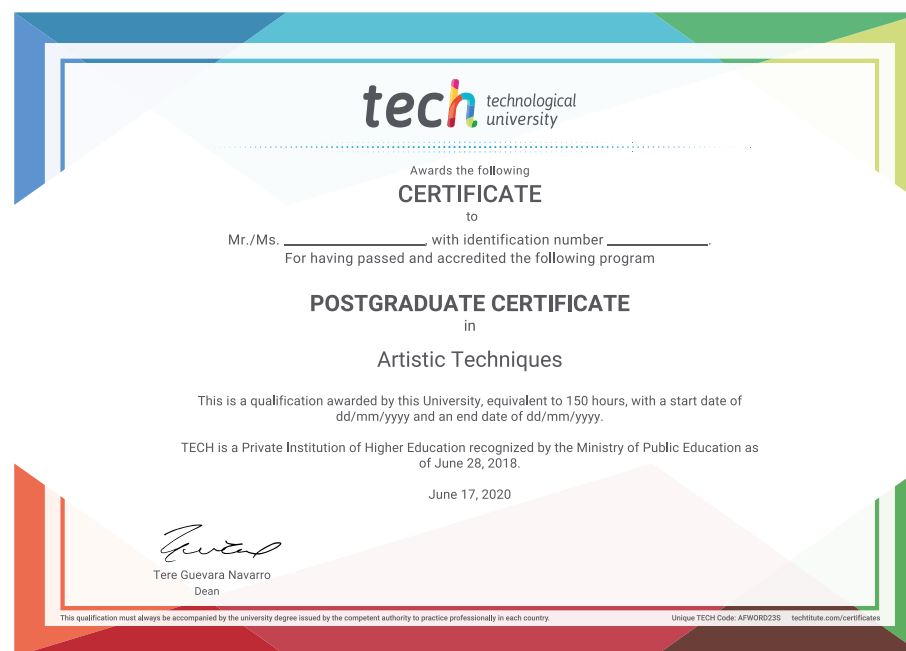 tech technological
university
Awards the following
CERTIFICATE
to
Mr./Ms. ____________________, with identification number ______________.
For having passed and accredited the following program
POSTGRADUATE CERTIFICATE
in
Artistic Techniques
This is a qualification awarded by this University, equivalent to 150 hours, with a start date of
dd/mm/yyyy and an end date of dd/mm/yyyy.
TECH is a Private Institution of Higher Education recognized by the Ministry of Public Education as
of June 28, 2018.
June 17, 2020
Tere Guevara Navarro
Dean
This qualification must always be accompanied by the university degree issued by the competent authority to practice professionally in each country.
Unique TECH Code: AFWORD23S techtitute.com/certificates